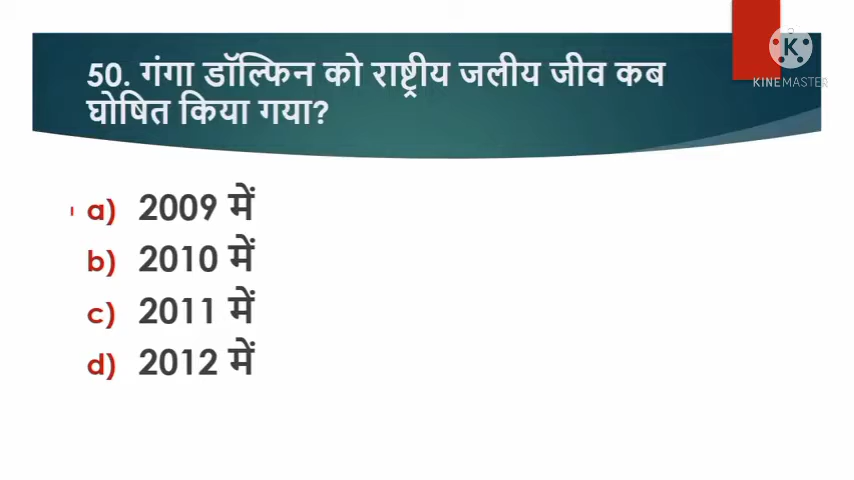 50. गंगा डॉल्फिन को राष्ट्रीय जलीय जीव कब
घोषित किया गया?
K
KINEMASTER
a) 2009 में
b) 2010 में
c) 2011 में
d) 2012 में